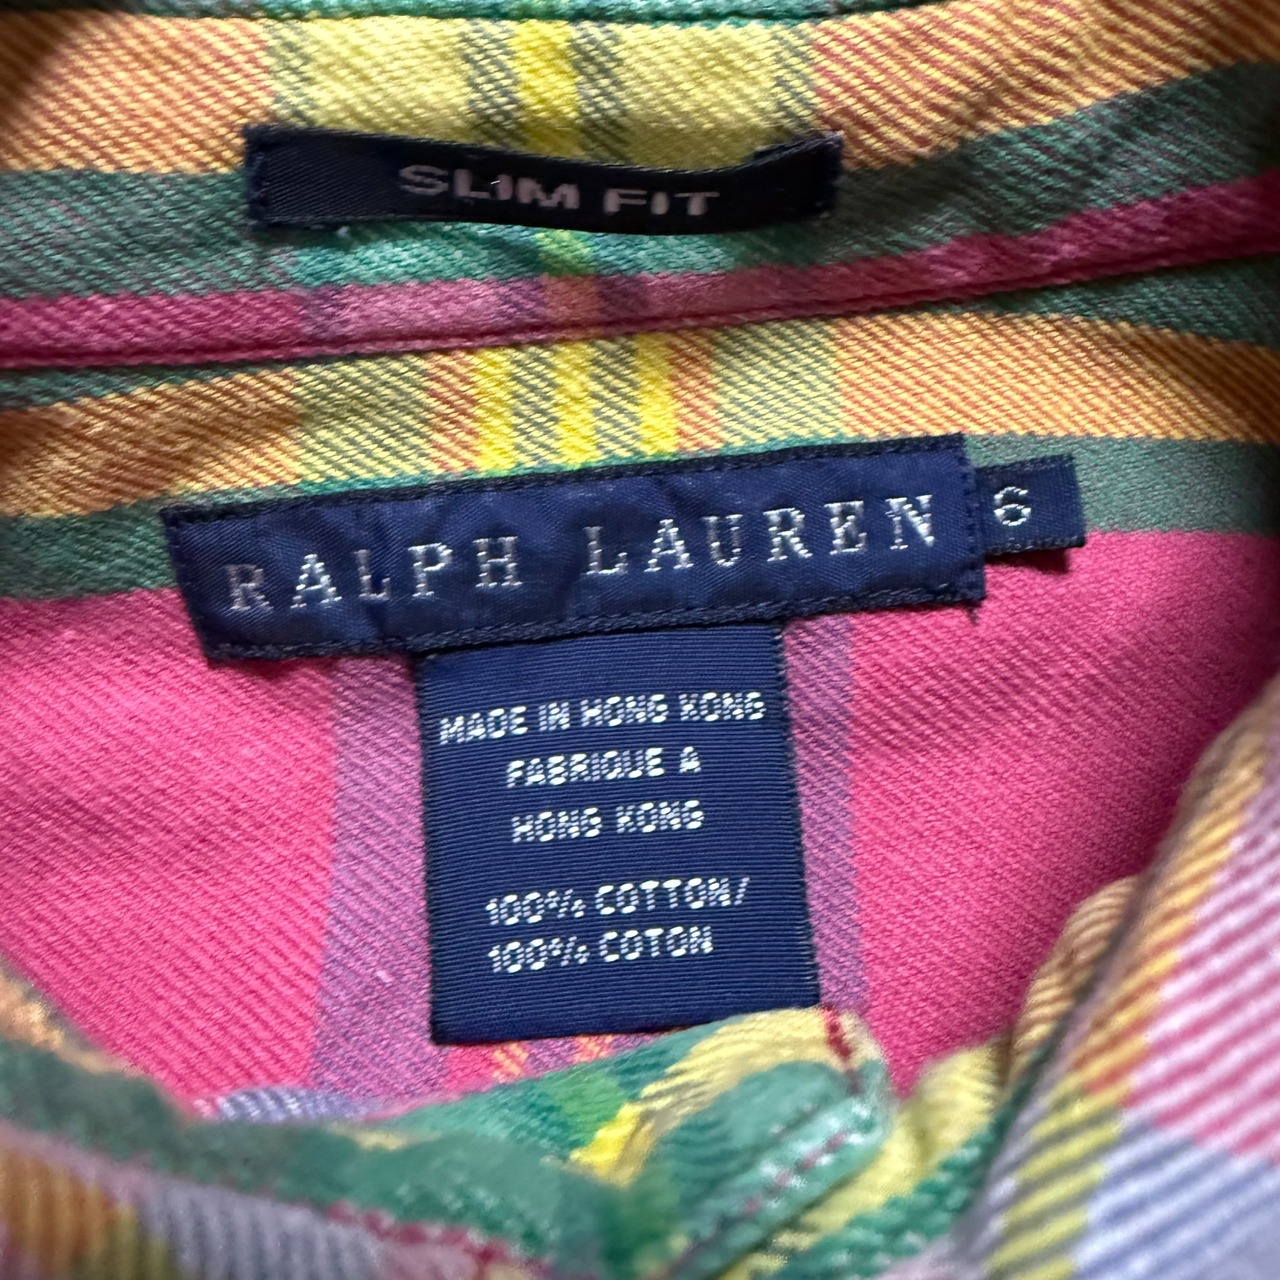 SLIM FIT
RALPH LAUREN 6
MADE IN HONG KONG
FABRIQUE A
HONG KONG
100% COTTON/
100% COTON